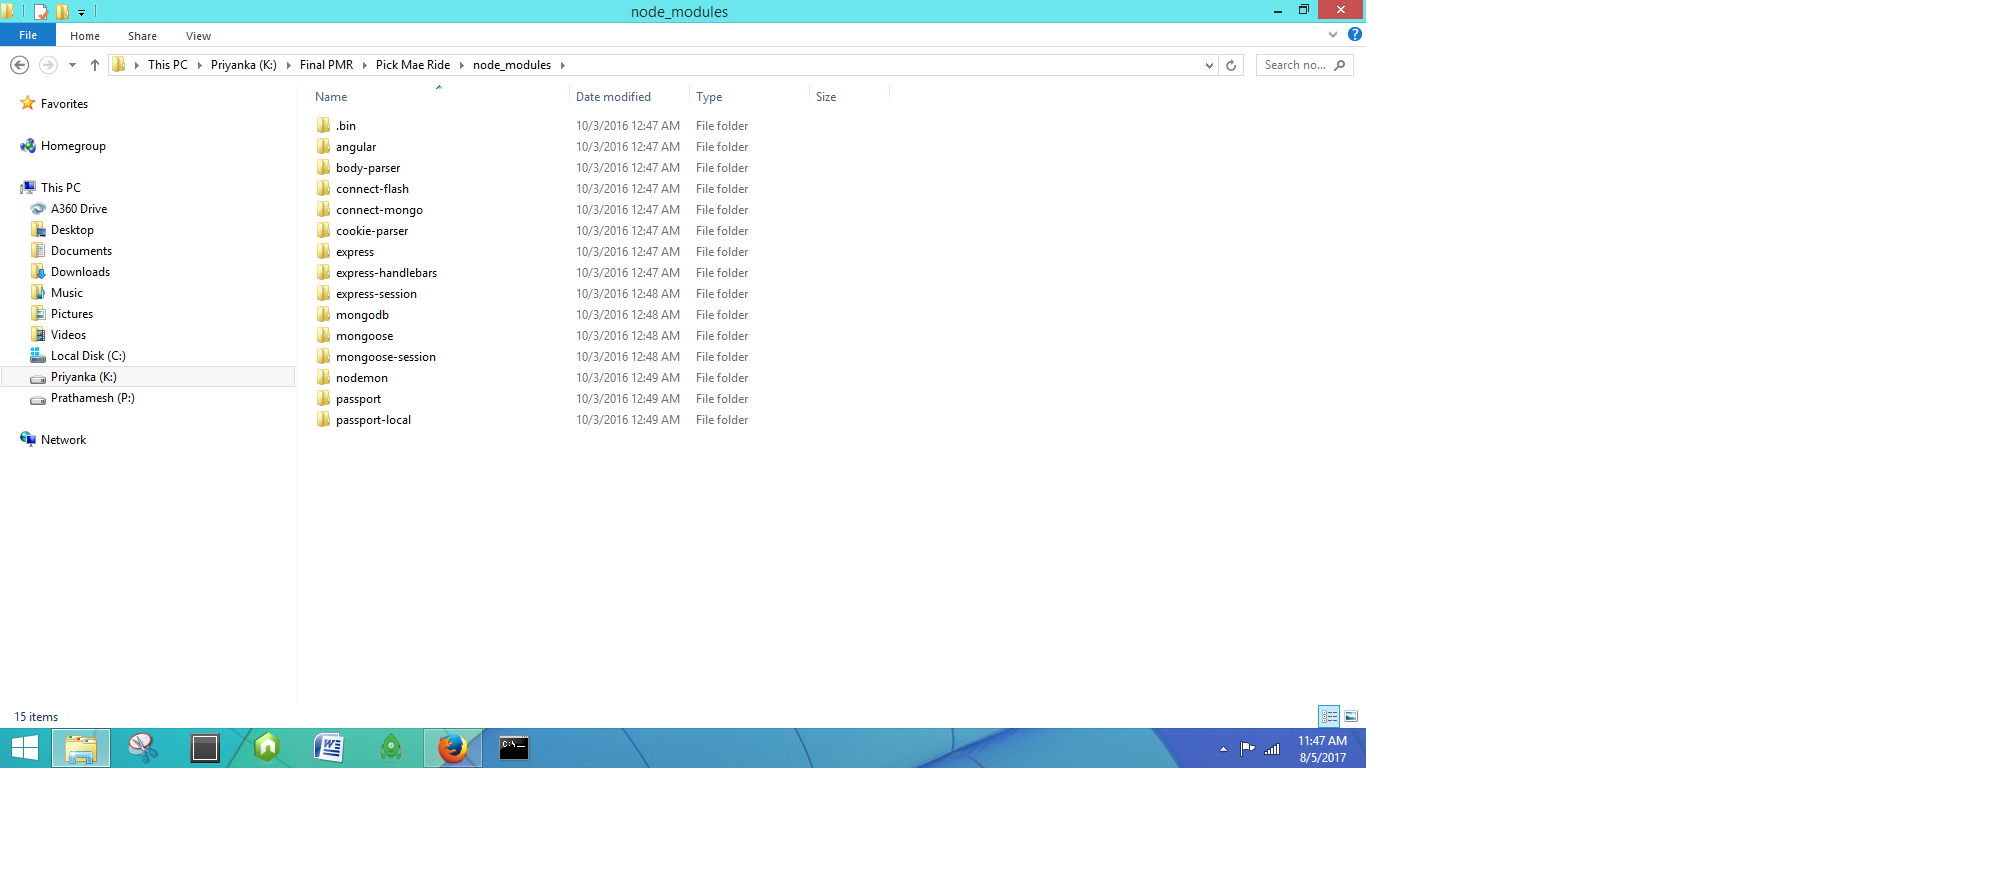 node_modules
File Home Share View
This PC Priyanka (K:) Final PMR Pick Mae Ride node_modules Search no...
Name Date modified Type Size
Favorites
Homegroup
This PC
A360 Drive
Desktop
Documents
Downloads
Music
Pictures
Videos
Local Disk (C:)
Priyanka (K:)
Prathamesh (P:)
Network
.bin 10/3/2016 12:47 AM File folder
angular 10/3/2016 12:47 AM File folder
body-parser 10/3/2016 12:47 AM File folder
connect-flash 10/3/2016 12:47 AM File folder
connect-mongo 10/3/2016 12:47 AM File folder
cookie-parser 10/3/2016 12:47 AM File folder
express 10/3/2016 12:47 AM File folder
express-handlebars 10/3/2016 12:47 AM File folder
express-session 10/3/2016 12:48 AM File folder
mongodb 10/3/2016 12:48 AM File folder
mongoose 10/3/2016 12:48 AM File folder
mongoose-session 10/3/2016 12:48 AM File folder
nodemon 10/3/2016 12:49 AM File folder
passport 10/3/2016 12:49 AM File folder
passport-local 10/3/2016 12:49 AM File folder
15 items
11:47 AM
8/5/2017